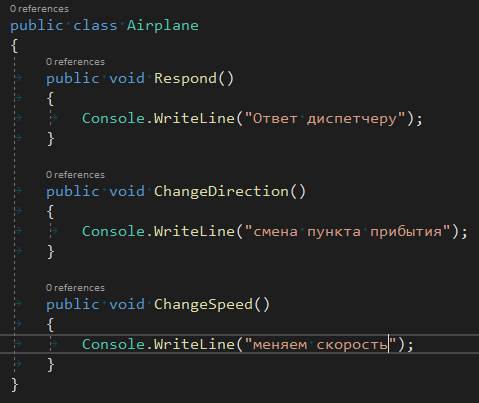 0 references
public class Airplane
{
0 references
public void Respond()
{
Console.WriteLine("Ответ диспетчеру");
}
0 references
public void ChangeDirection()
{
Console.WriteLine("смена пункта прибытия");
}
0 references
public void ChangeSpeed()
{
Console.WriteLine("меняем скорость");
}
}